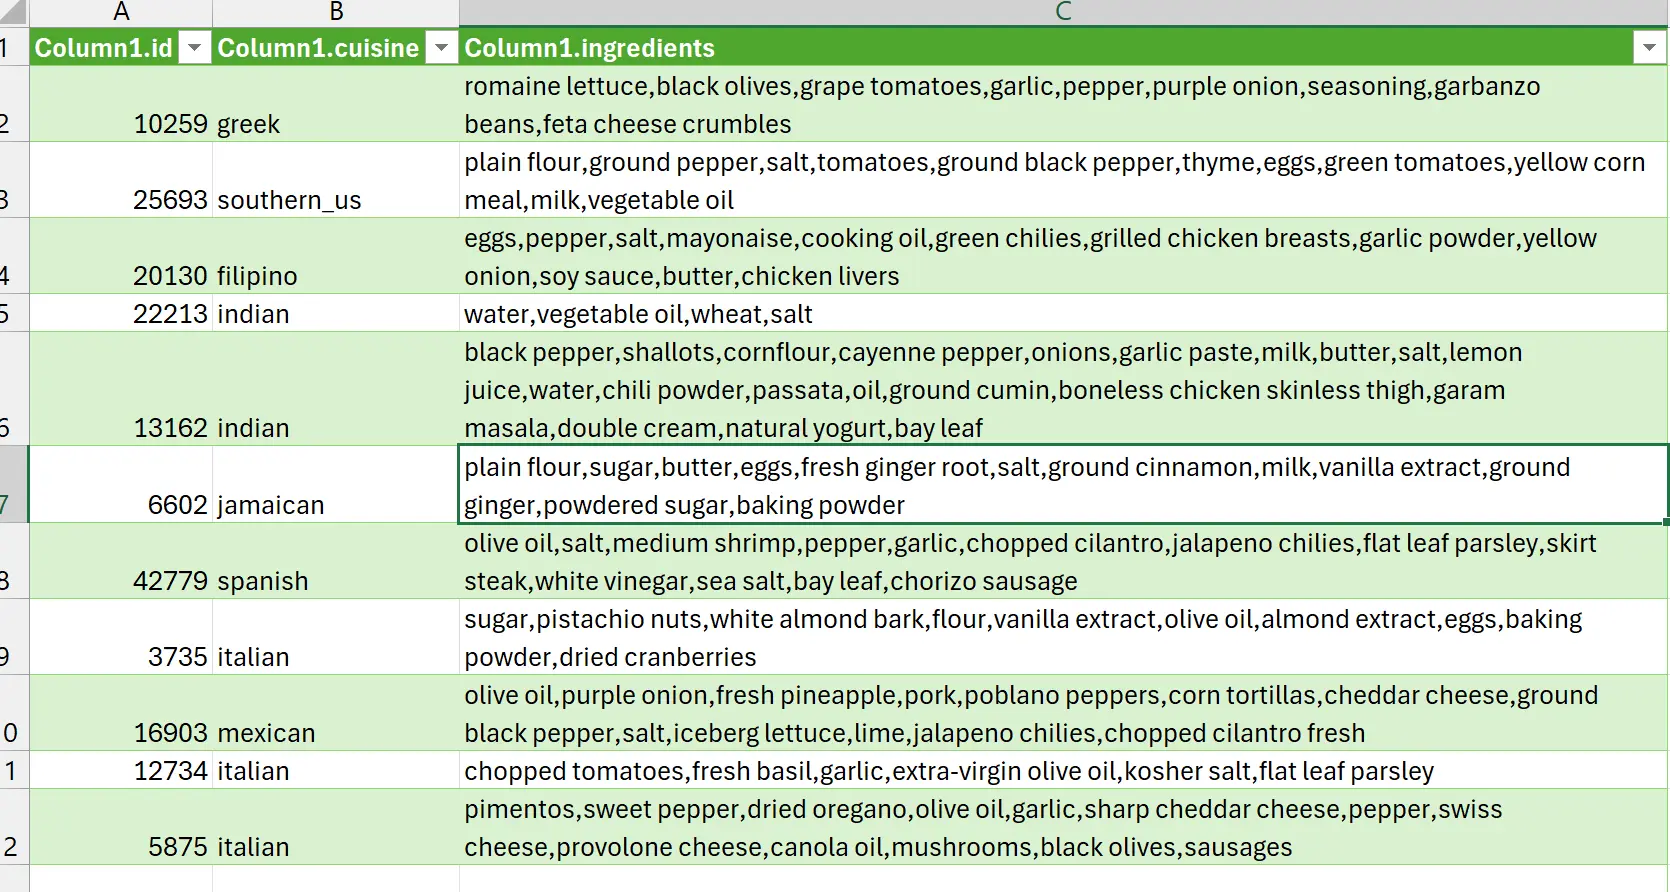 A B C
1 Column1.id Column1.cuisine Column1.ingredients
romaine lettuce,black olives,grape tomatoes,garlic,pepper,purple onion,seasoning,garbanzo
2 10259 greek beans,feta cheese crumbles
plain flour,ground pepper,salt,tomatoes,ground black pepper,thyme,eggs,green tomatoes,yellow corn
3 25693 southern_us meal,milk,vegetable oil
eggs,pepper,salt,mayonaise,cooking oil,green chilies,grilled chicken breasts,garlic powder,yellow
4 20130 filipino onion,soy sauce,butter,chicken livers
5 22213 indian water,vegetable oil,wheat,salt
black pepper,shallots,cornflour,cayenne pepper,onions,garlic paste,milk,butter,salt,lemon
juice,water,chili powder,passata,oil,ground cumin,boneless chicken skinless thigh,garam
6 13162 indian masala,double cream,natural yogurt,bay leaf
plain flour,sugar,butter,eggs,fresh ginger root,salt,ground cinnamon,milk,vanilla extract,ground
7 6602 jamaican ginger,powdered sugar,baking powder
olive oil,salt,medium shrimp,pepper,garlic,chopped cilantro,jalapeno chilies,flat leaf parsley,skirt
8 42779 spanish steak,white vinegar,sea salt,bay leaf,chorizo sausage
sugar,pistachio nuts,white almond bark,flour,vanilla extract,olive oil,almond extract,eggs,baking
9 3735 italian powder,dried cranberries
olive oil,purple onion,fresh pineapple,pork,poblano peppers,corn tortillas,cheddar cheese,ground
0 16903 mexican black pepper,salt,iceberg lettuce,lime,jalapeno chilies,chopped cilantro fresh
1 12734 italian chopped tomatoes,fresh basil,garlic,extra-virgin olive oil,kosher salt,flat leaf parsley
pimentos,sweet pepper,dried oregano,olive oil,garlic,sharp cheddar cheese,pepper,swiss
2 5875 italian cheese,provolone cheese,canola oil,mushrooms,black olives,sausages